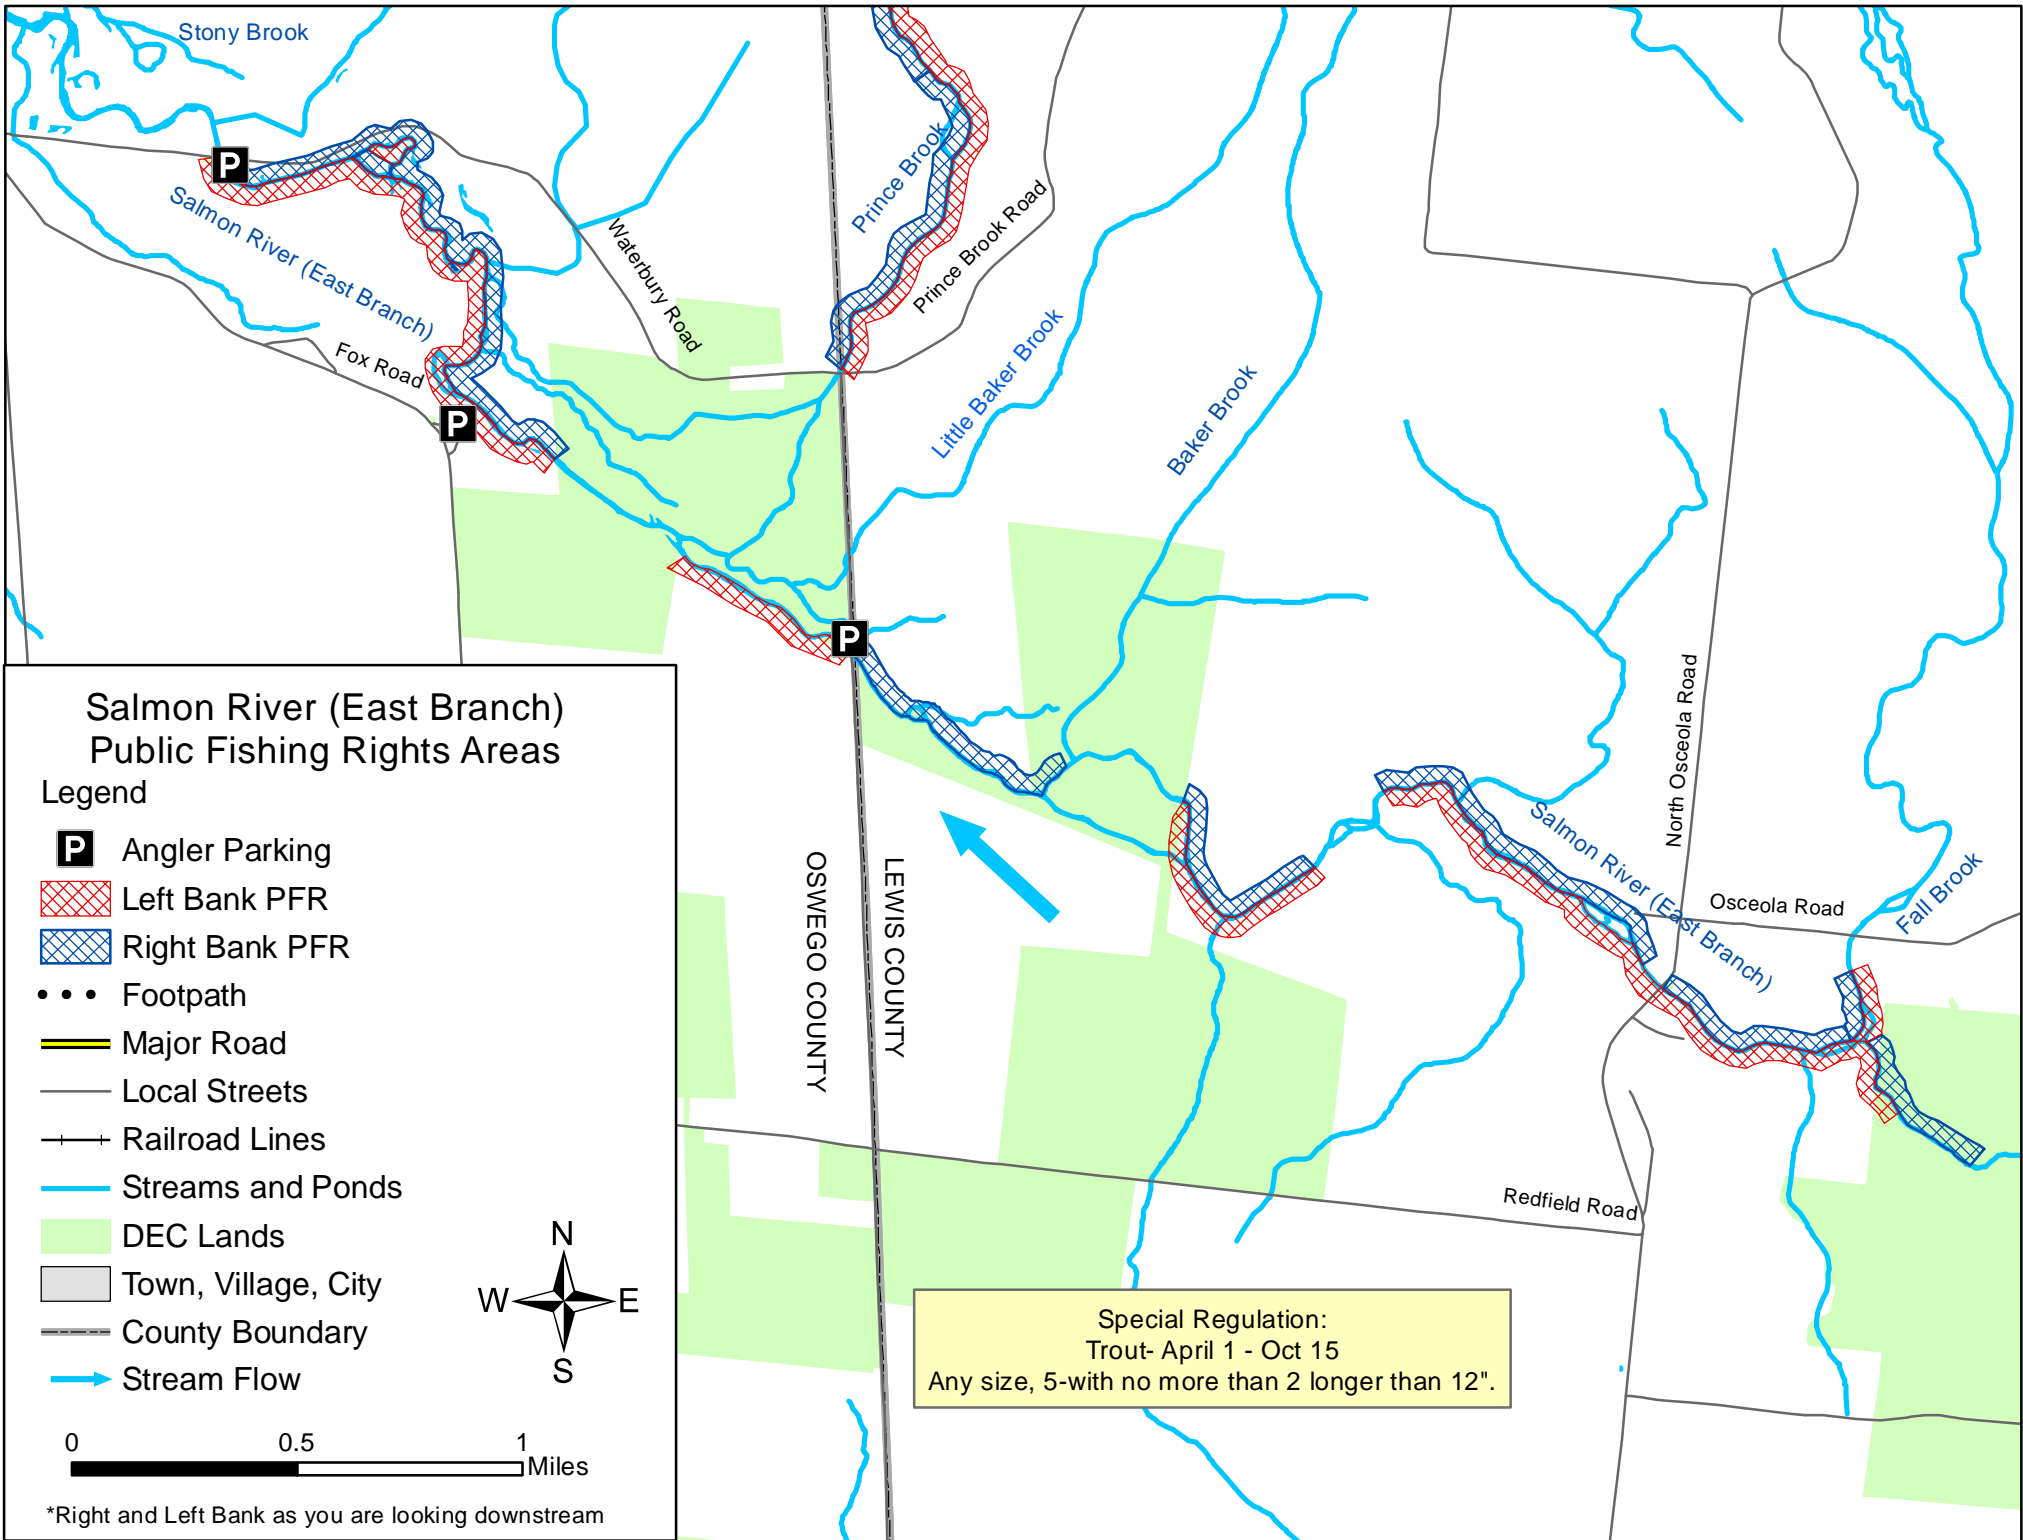 Stony Brook
P
Salmon River (East Branch)
Fox Road
P
Waterbury Road
Prince Brook
Prince Brook Road
Little Baker Brook
Baker Brook
P
North Osceola Road
Salmon River (East Branch)
Osceola Road
Fall Brook
OSWEGO COUNTY
LEWIS COUNTY
Redfield Road
Salmon River (East Branch)
Public Fishing Rights Areas
Legend
P Angler Parking
Left Bank PFR
Right Bank PFR
Footpath
Major Road
Local Streets
Railroad Lines
Streams and Ponds
DEC Lands
Town, Village, City
County Boundary
Stream Flow
N
W E
S
0 0.5 1
Miles
*Right and Left Bank as you are looking downstream
Special Regulation:
Trout- April 1 - Oct 15
Any size, 5-with no more than 2 longer than 12".